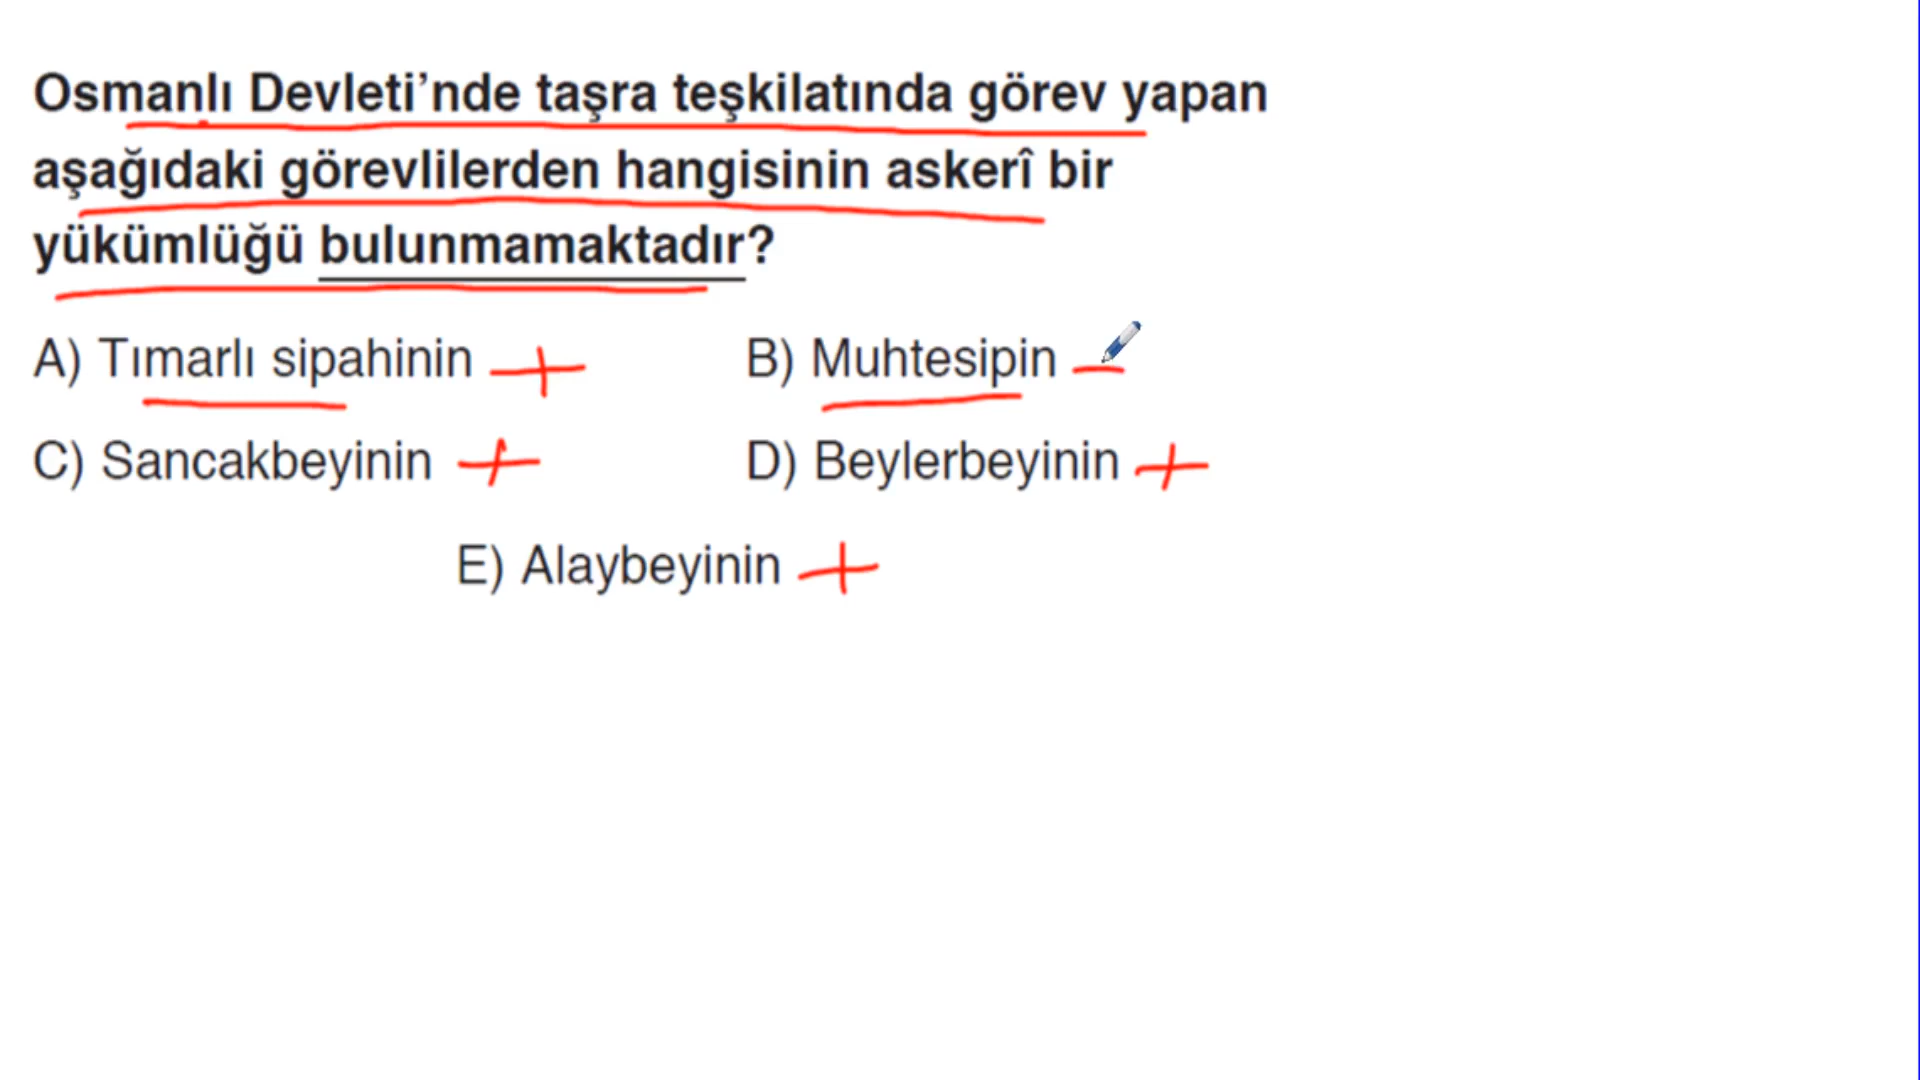 Osmanlı Devleti’nde taşra teşkilatında görev yapan
aşağıdaki görevlilerden hangisinin askerî bir
yükümlüğü bulunmamaktadır?
A) Tımarlı sipahinin + B) Muhtesipin –
C) Sancakbeyinin + D) Beylerbeyinin +
E) Alaybeyinin +